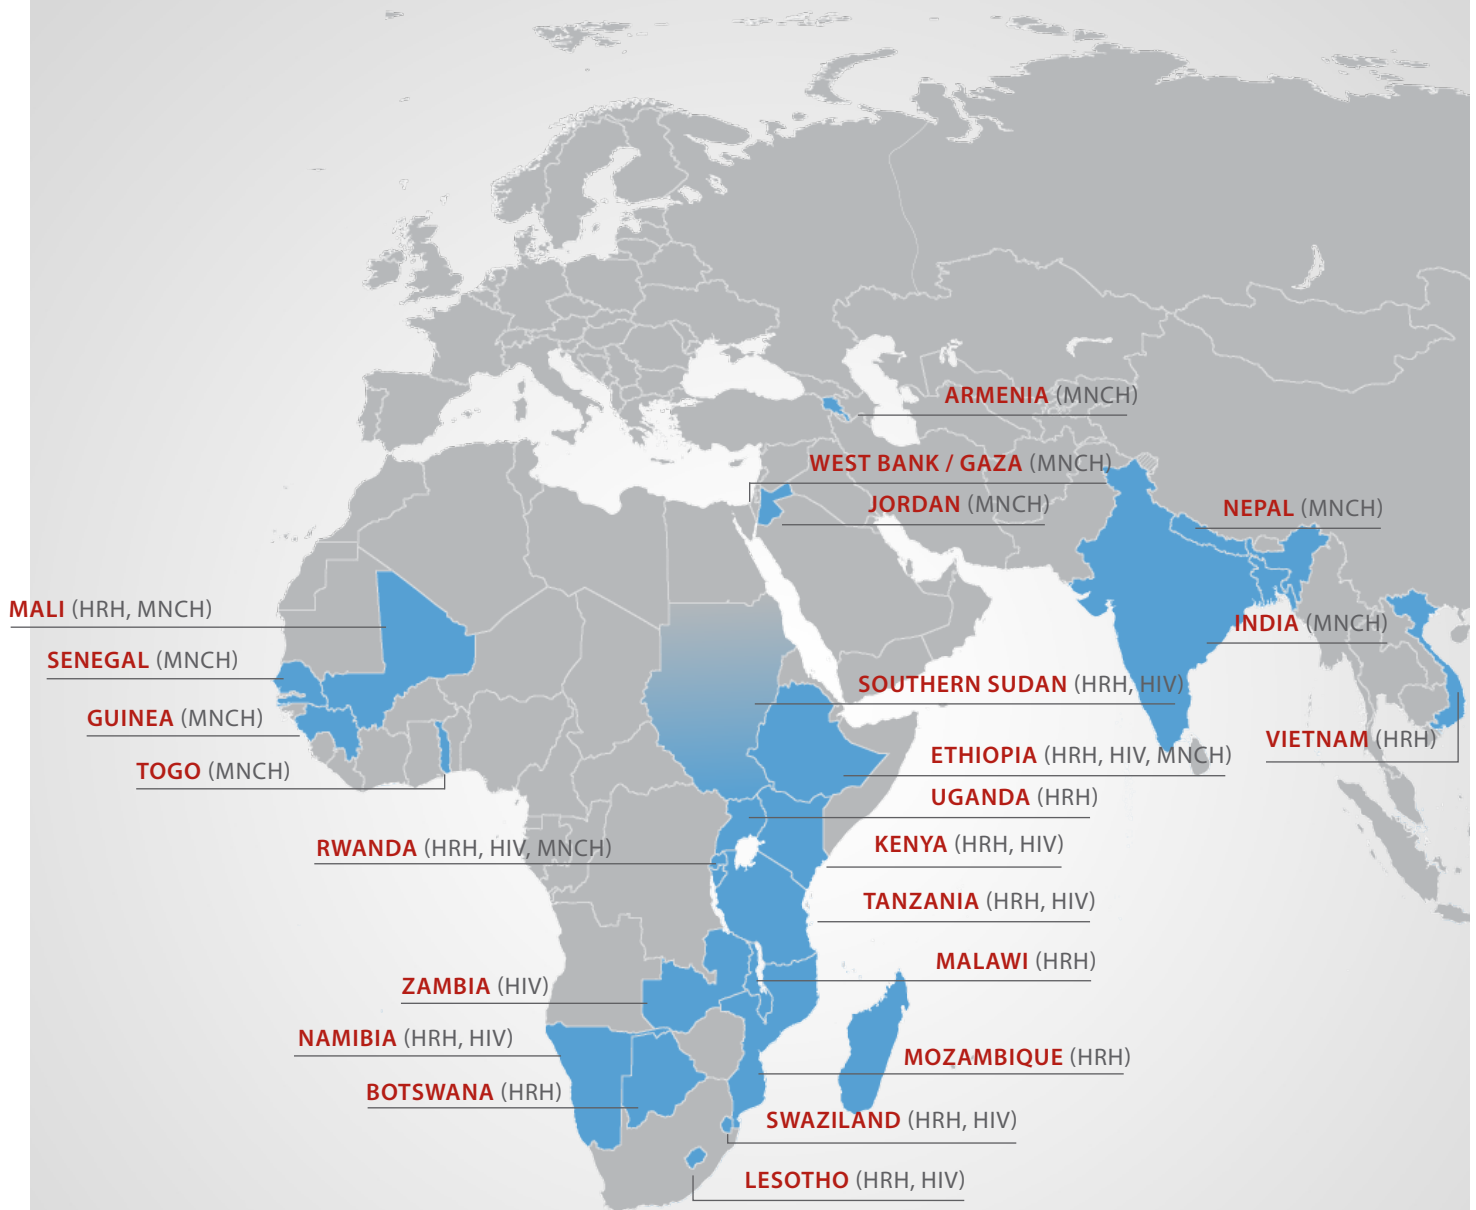 ARMENIA (MNCH)
WEST BANK / GAZA (MNCH)
JORDAN (MNCH)
NEPAL (MNCH)
MALI (HRH, MNCH)
INDIA (MNCH)
SENEGAL (MNCH)
SOUTHERN SUDAN (HRH, HIV)
GUINEA (MNCH)
VIETNAM (HRH)
ETHIOPIA (HRH, HIV, MNCH)
TOGO (MNCH)
UGANDA (HRH)
RWANDA (HRH, HIV, MNCH)
KENYA (HRH, HIV)
TANZANIA (HRH, HIV)
MALAWI (HRH)
ZAMBIA (HIV)
NAMIBIA (HRH, HIV)
MOZAMBIQUE (HRH)
BOTSWANA (HRH)
SWAZILAND (HRH, HIV)
LESOTHO (HRH, HIV)